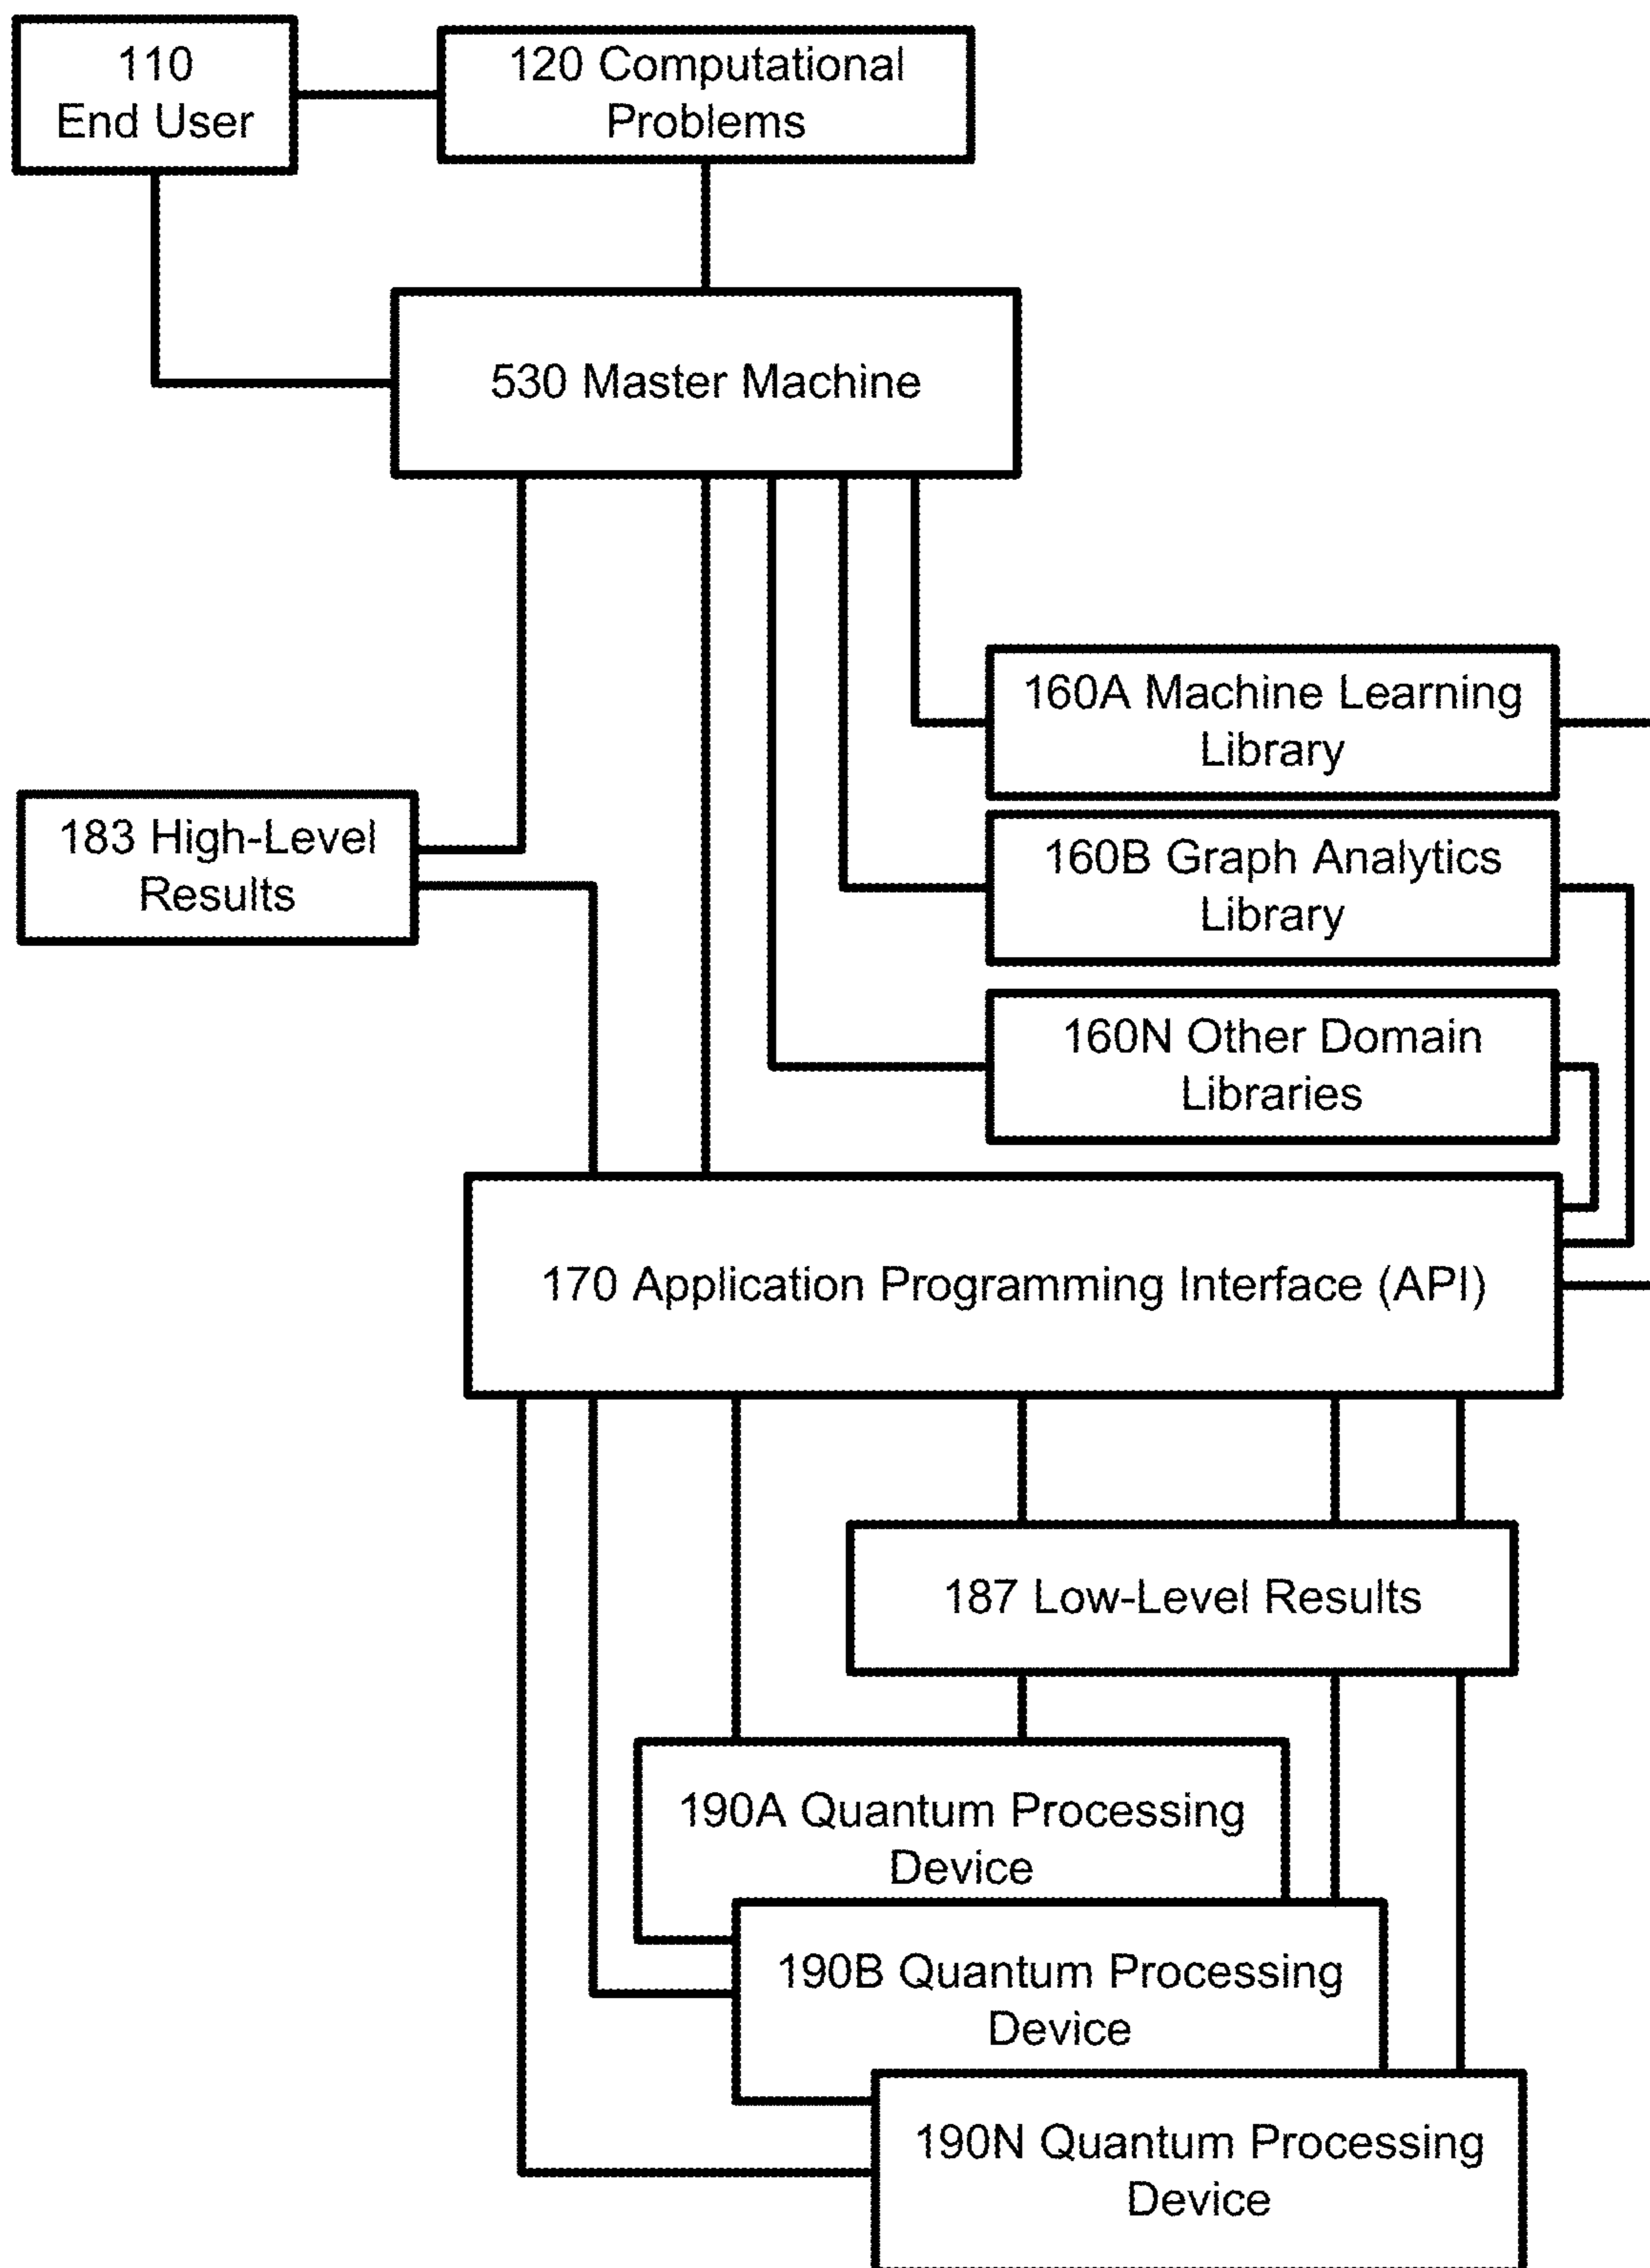 110
End User
120 Computational
Problems
530 Master Machine
160A Machine Learning
Library
183 High-Level
Results
160B Graph Analytics
Library
160N Other Domain
Libraries
170 Application Programming Interface (API)
187 Low-Level Results
190A Quantum Processing
Device
190B Quantum Processing
Device
190N Quantum Processing
Device